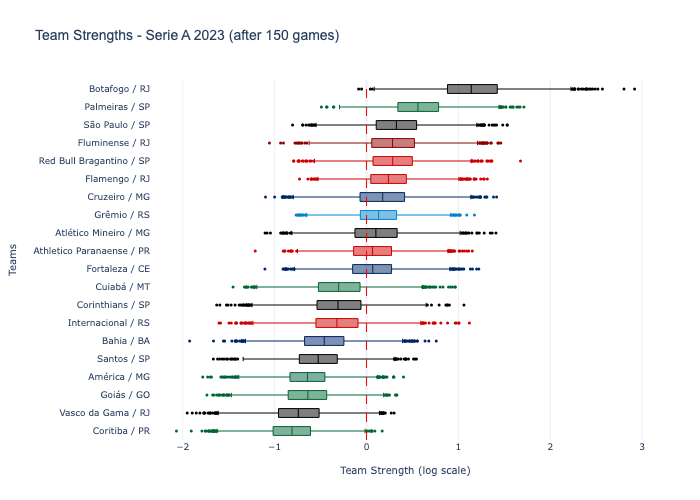 Team Strengths - Serie A 2023 (after 150 games)
Botafogo / RJ
Palmeiras / SP
São Paulo / SP
Fluminense / RJ
Red Bull Bragantino / SP
Flamengo / RJ
Cruzeiro / MG
Grêmio / RS
Atlético Mineiro / MG
Athletico Paranaense / PR
Fortaleza / CE
Cuiabá / MT
Corinthians / SP
Internacional / RS
Bahia / BA
Santos / SP
América / MG
Goiás / GO
Vasco da Gama / RJ
Coritiba / PR
Teams
−2 −1 0 1 2 3
Team Strength (log scale)